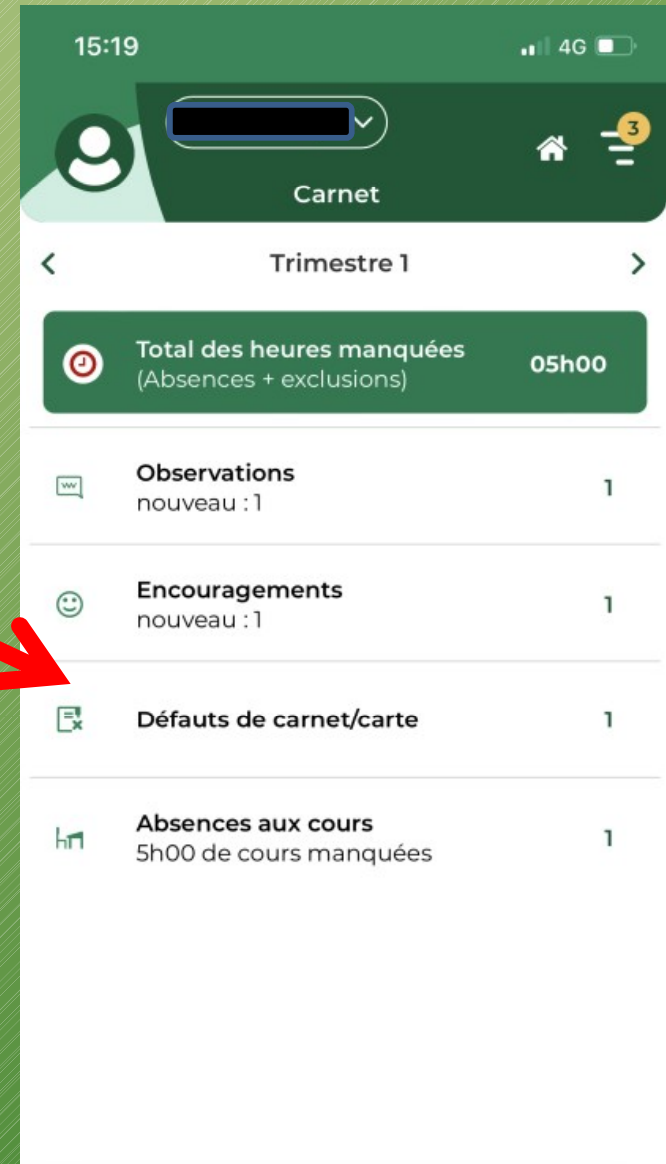 15:19
4G
3
Carnet
Trimestre 1
Total des heures manquées
(Absences + exclusions)
05h00
Observations
nouveau : 1
1
Encouragements
nouveau : 1
1
Défauts de carnet/carte
1
Absences aux cours
5h00 de cours manquées
1